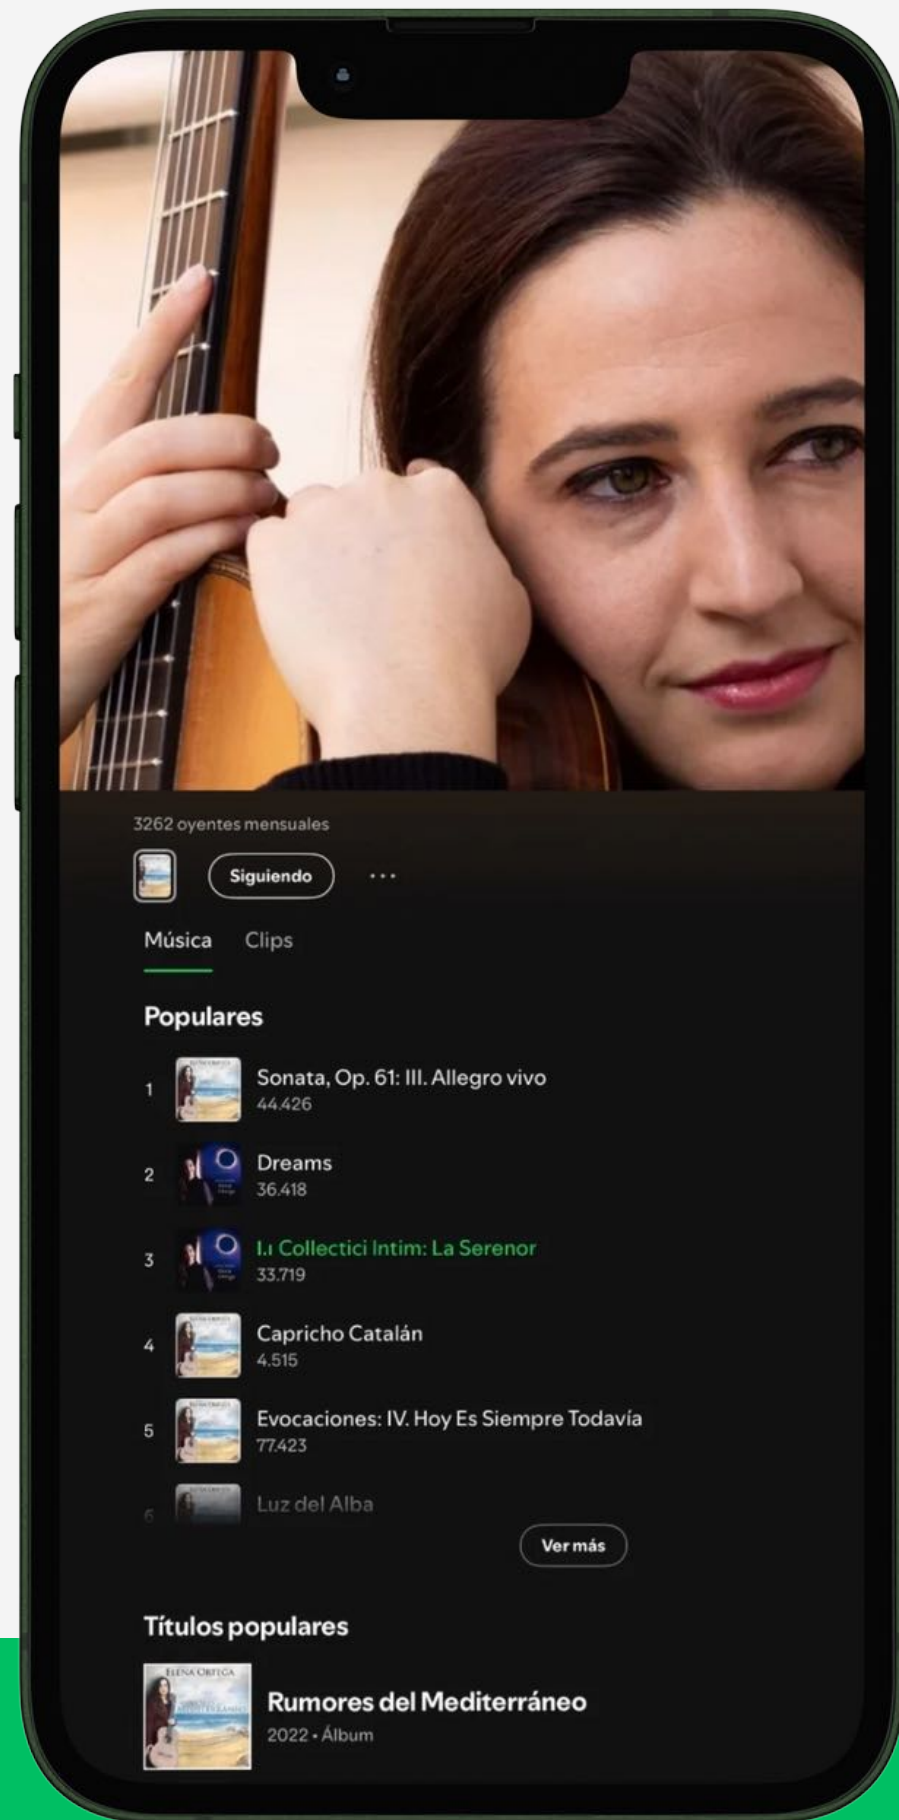 3262 oyentes mensuales
Siguiendo
Música Clips
Populares
1
Sonata, Op. 61: III. Allegro vivo
44.426
2
Dreams
36.418
3
Collectici Intim: La Serenor
33.719
4
Capricho Catalán
4.515
5
Evocaciones: IV. Hoy Es Siempre Todavía
77.423
6
Luz del Alba
Ver más
Títulos populares
ELENA ORTEGA
Rumores del Mediterráneo
2022 • Álbum